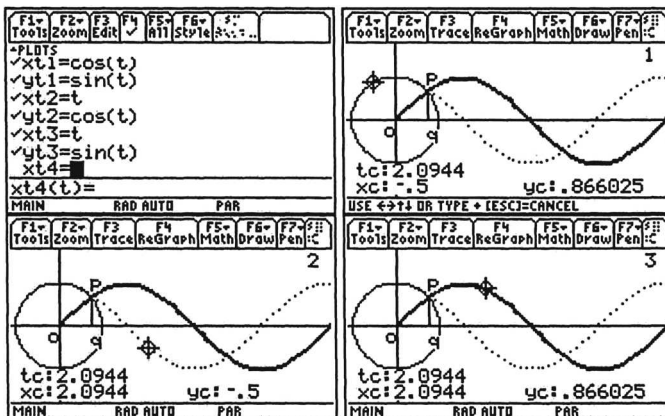 F1▾ F2▾ F3 F4 F5▾ F6▾
Tools Zoom Edit ✓ All Style
▲PLOTS
✓xt1=cos(t)
✓yt1=sin(t)
✓xt2=t
✓yt2=cos(t)
✓xt3=t
✓yt3=sin(t)
xt4=
xt4(t)=
MAIN RAD AUTO PAR
F1▾ F2▾ F3 F4 F5▾ F6▾ F7▾
Tools Zoom Trace ReGraph Math Draw Pen :C
1
P
O q
tc:2.0944
xc:-.5 yc:.866025
USE ←→↑↓ OR TYPE + [ESC]=CANCEL
F1▾ F2▾ F3 F4 F5▾ F6▾ F7▾
Tools Zoom Trace ReGraph Math Draw Pen :C
2
P
O q
tc:2.0944
xc:2.0944 yc:-.5
MAIN RAD AUTO PAR
F1▾ F2▾ F3 F4 F5▾ F6▾ F7▾
Tools Zoom Trace ReGraph Math Draw Pen :C
3
P
O q
tc:2.0944
xc:2.0944 yc:.866025
MAIN RAD AUTO PAR